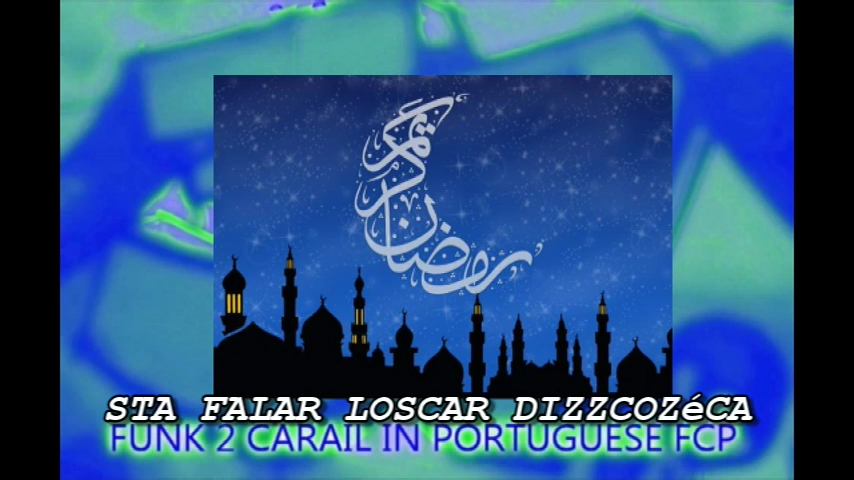 رمضان كريم
STA FALAR LOSCAR DIZZCOZéCA
FUNK 2 CARAIL IN PORTUGUESE FCP